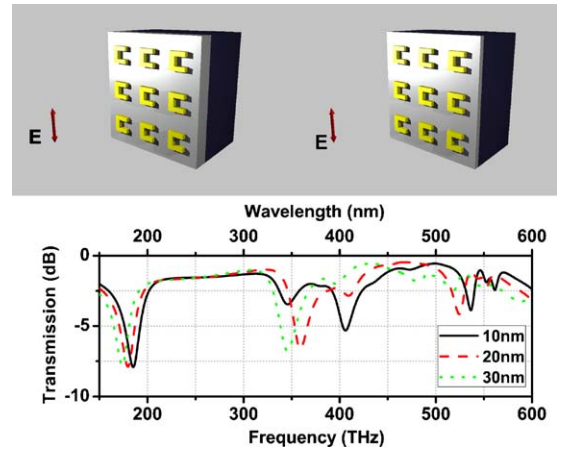 E
E
Wavelength (nm)
200 300 400 500 600
Transmission (dB)
0
-5
-10
10nm
20nm
30nm
200 300 400 500 600
Frequency (THz)